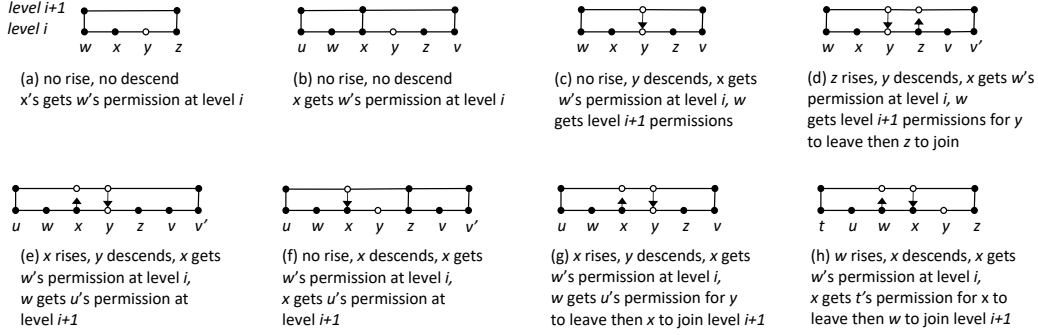 level i+1
level i
w x y z
u w x y z v
w x y z v
w x y z v v'
(a) no rise, no descend
x's gets w's permission at level i
(b) no rise, no descend
x gets w's permission at level i
(c) no rise, y descends, x gets
w's permission at level i, w
gets level i+1 permissions
(d) z rises, y descends, x gets w's
permission at level i, w
gets level i+1 permissions for y
to leave then z to join
u w x y z v v'
u w x y z v v'
u w x y z v
t u w x y z
(e) x rises, y descends, x gets
w's permission at level i,
w gets u's permission at
level i+1
(f) no rise, x descends, x gets
w's permission at level i,
x gets u's permission at
level i+1
(g) x rises, y descends, x gets
w's permission at level i,
w gets u's permission for y
to leave then x to join level i+1
(h) w rises, x descends, x gets
w's permission at level i,
x gets t's permission for x to
leave then w to join level i+1